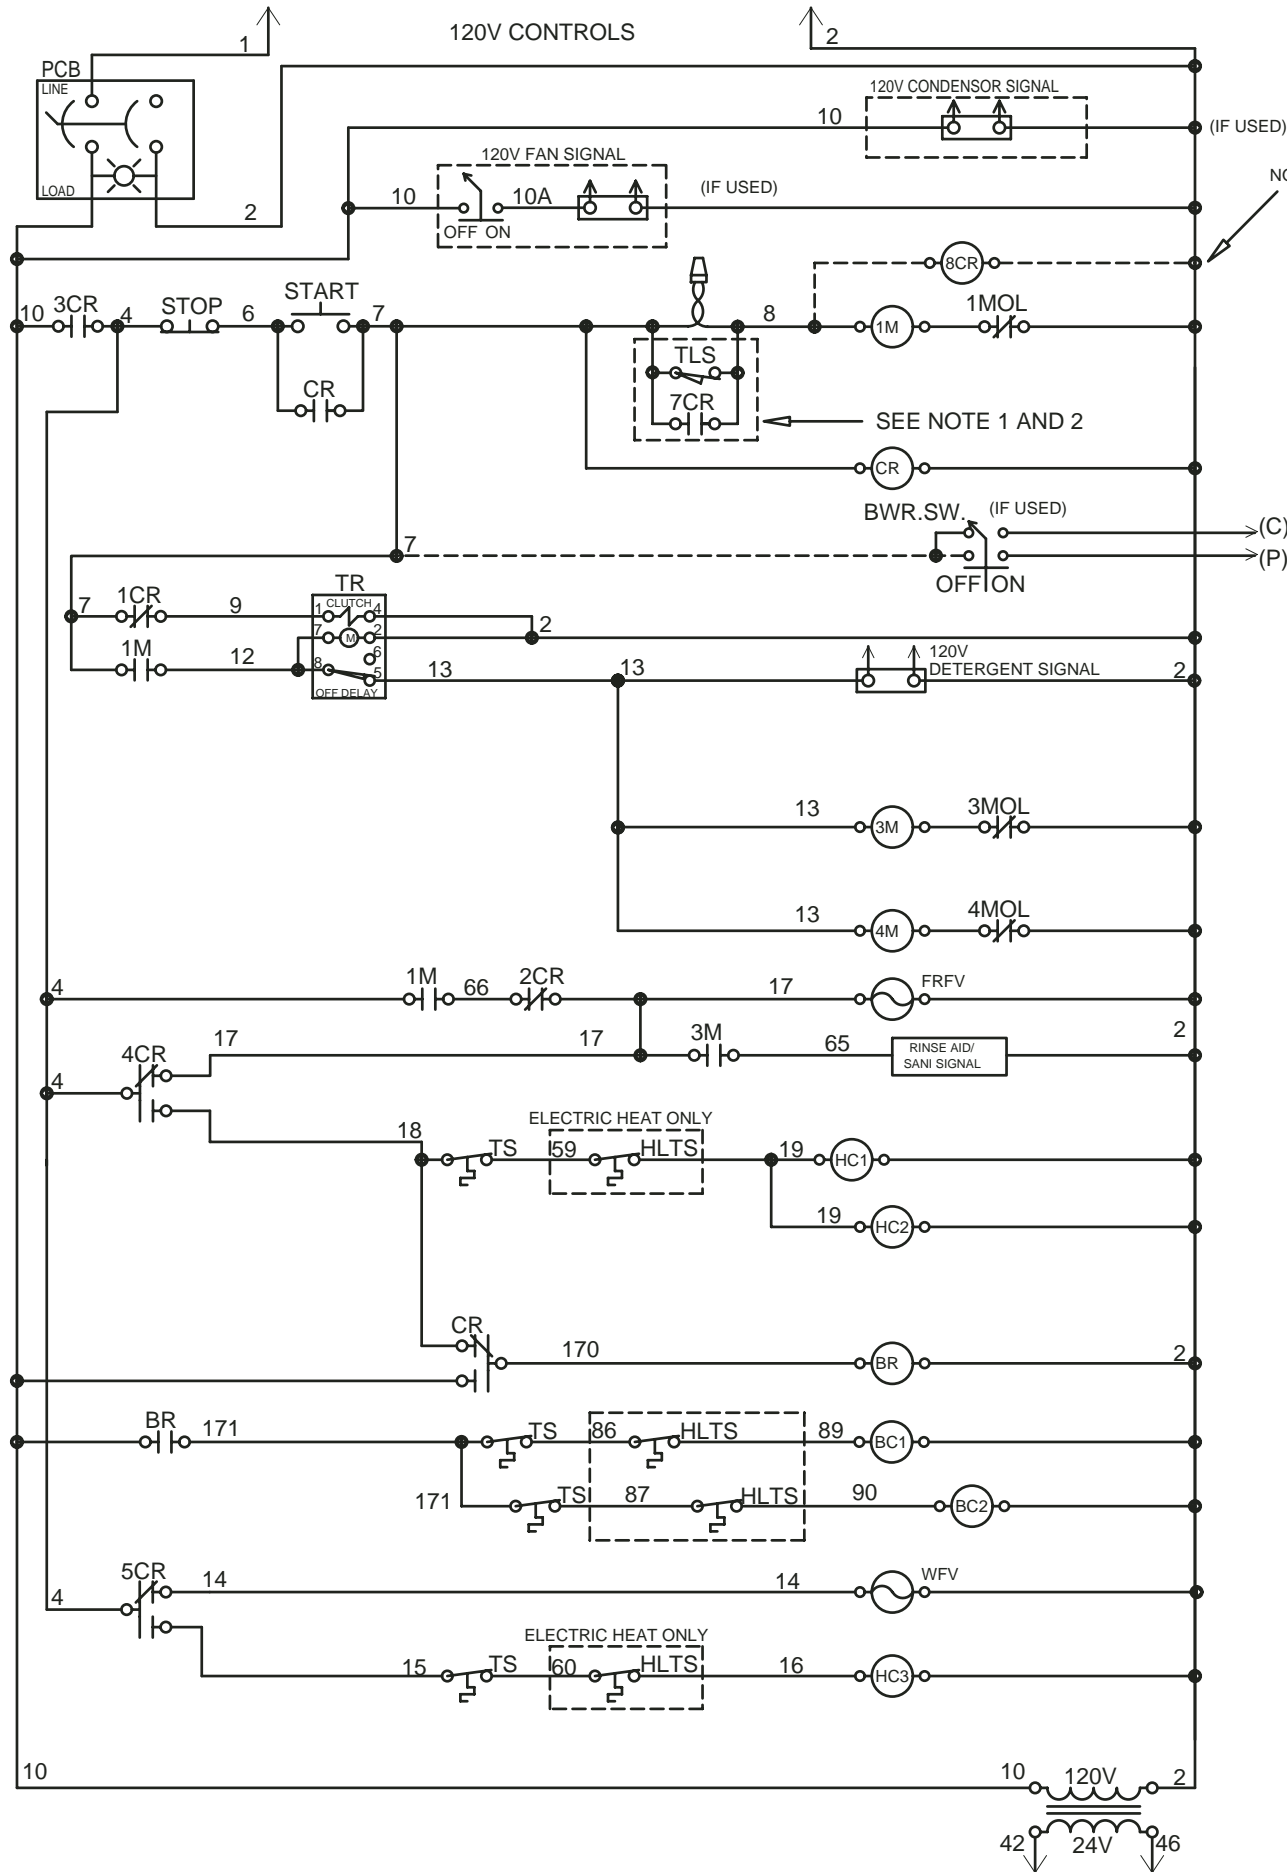 120V CONTROLS
1
2
PCB
LINE
LOAD
2
120V CONDENSOR SIGNAL
10
(IF USED)
120V FAN SIGNAL
10
10A
(IF USED)
OFF ON
NO
8CR
10
3CR
4
STOP
6
START
7
8
1M
1MOL
CR
TLS
7CR
SEE NOTE 1 AND 2
CR
BWR.SW.
(IF USED)
(C)
(P)
OFF ON
7
7
1CR
9
TR
CLUTCH
1
4
7
M
2
6
8
5
OFF DELAY
2
1M
12
13
13
120V
DETERGENT SIGNAL
2
13
3M
3MOL
13
4M
4MOL
4
1M
66
2CR
17
FRFV
2
4CR
17
17
3M
65
RINSE AID/
SANI SIGNAL
4
ELECTRIC HEAT ONLY
18
TS
59
HLTS
19
HC1
19
HC2
CR
170
BR
2
BR
171
TS
86
HLTS
89
BC1
171
TS
87
HLTS
90
BC2
5CR
4
14
14
WFV
ELECTRIC HEAT ONLY
15
TS
60
HLTS
16
HC3
10
10
120V
2
42
24V
46